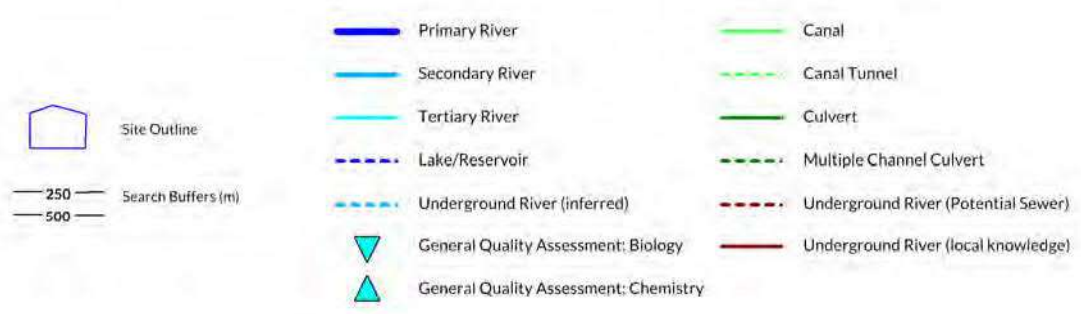 Site Outline
250
Search Buffers (m)
500
Primary River
Secondary River
Tertiary River
Lake/Reservoir
Underground River (inferred)
General Quality Assessment: Biology
General Quality Assessment: Chemistry
Canal
Canal Tunnel
Culvert
Multiple Channel Culvert
Underground River (Potential Sewer)
Underground River (local knowledge)